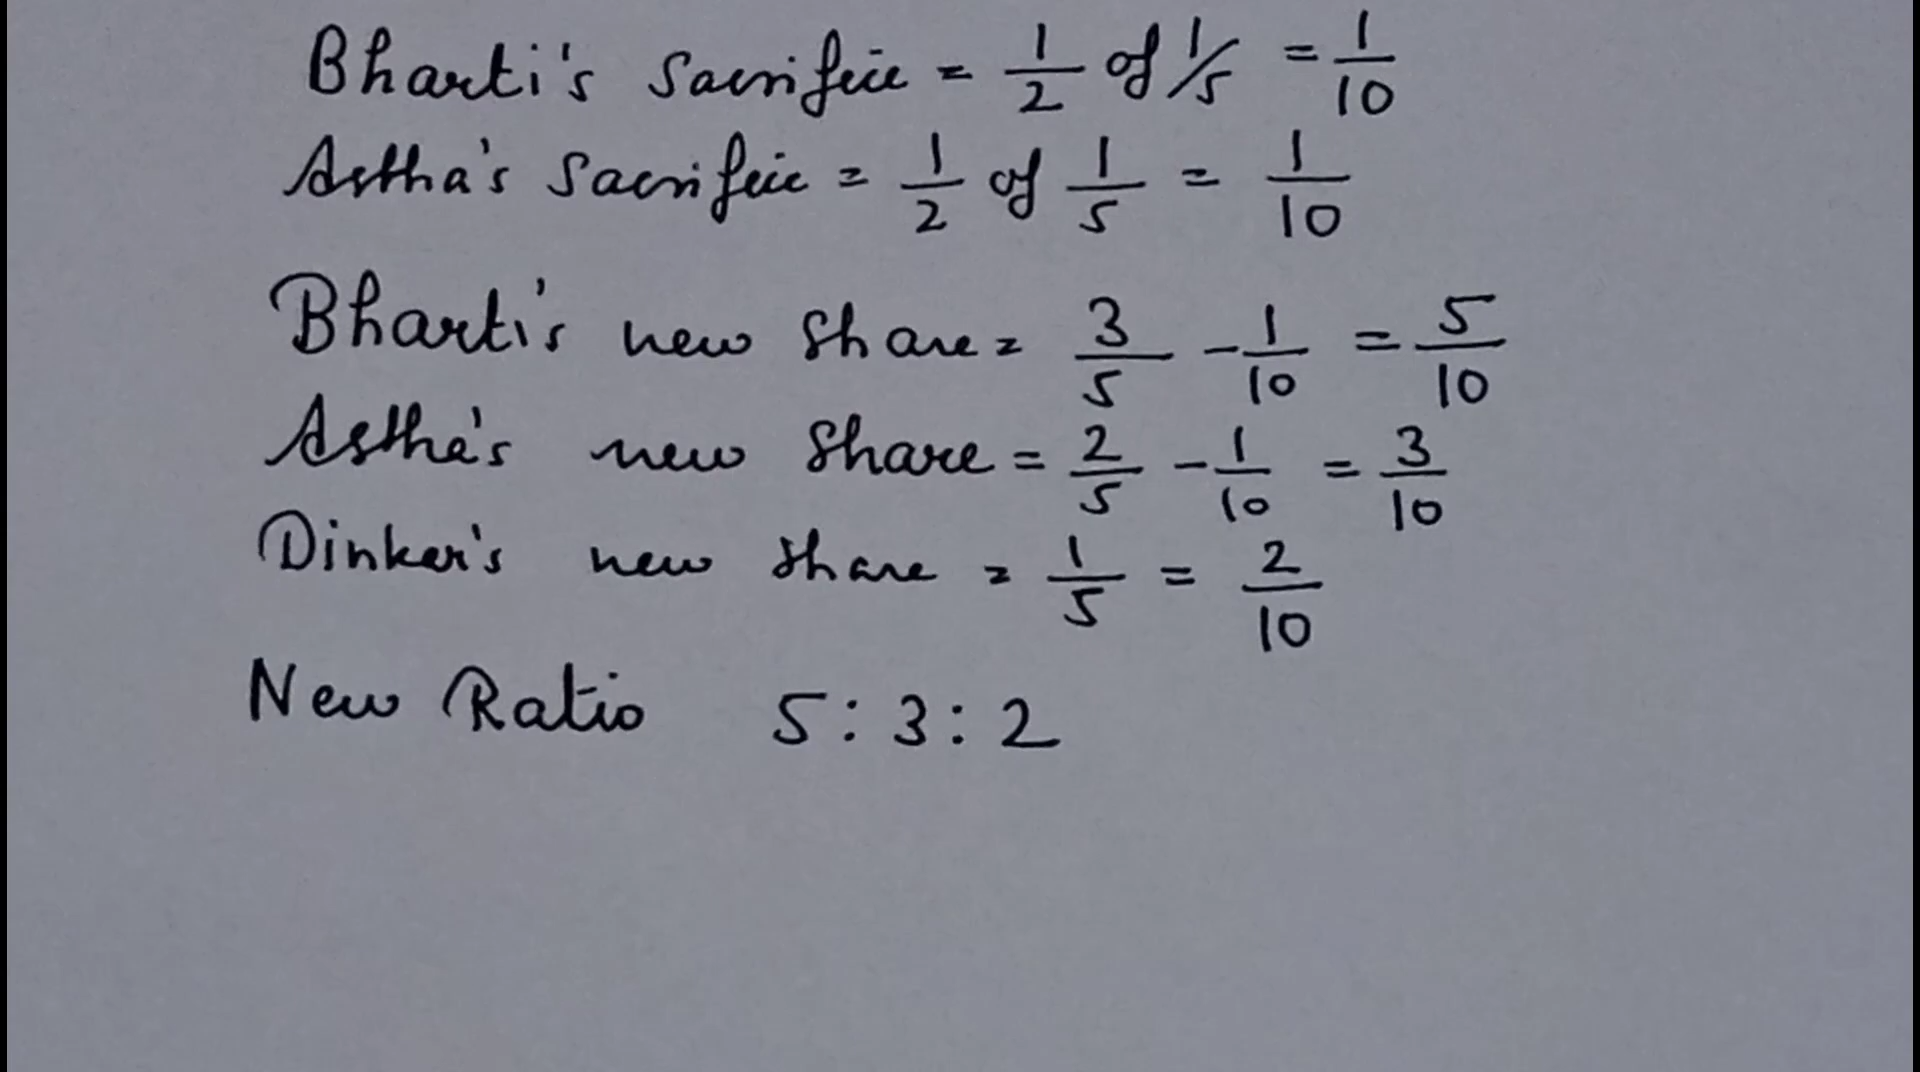 Bharti's Sacrifice = 1/2 of 1/5 = 1/10
Astha's Sacrifice = 1/2 of 1/5 = 1/10
Bharti's new Share = 3/5 - 1/10 = 5/10
Astha's new Share = 2/5 - 1/10 = 3/10
Dinker's new share = 1/5 = 2/10
New Ratio 5:3:2